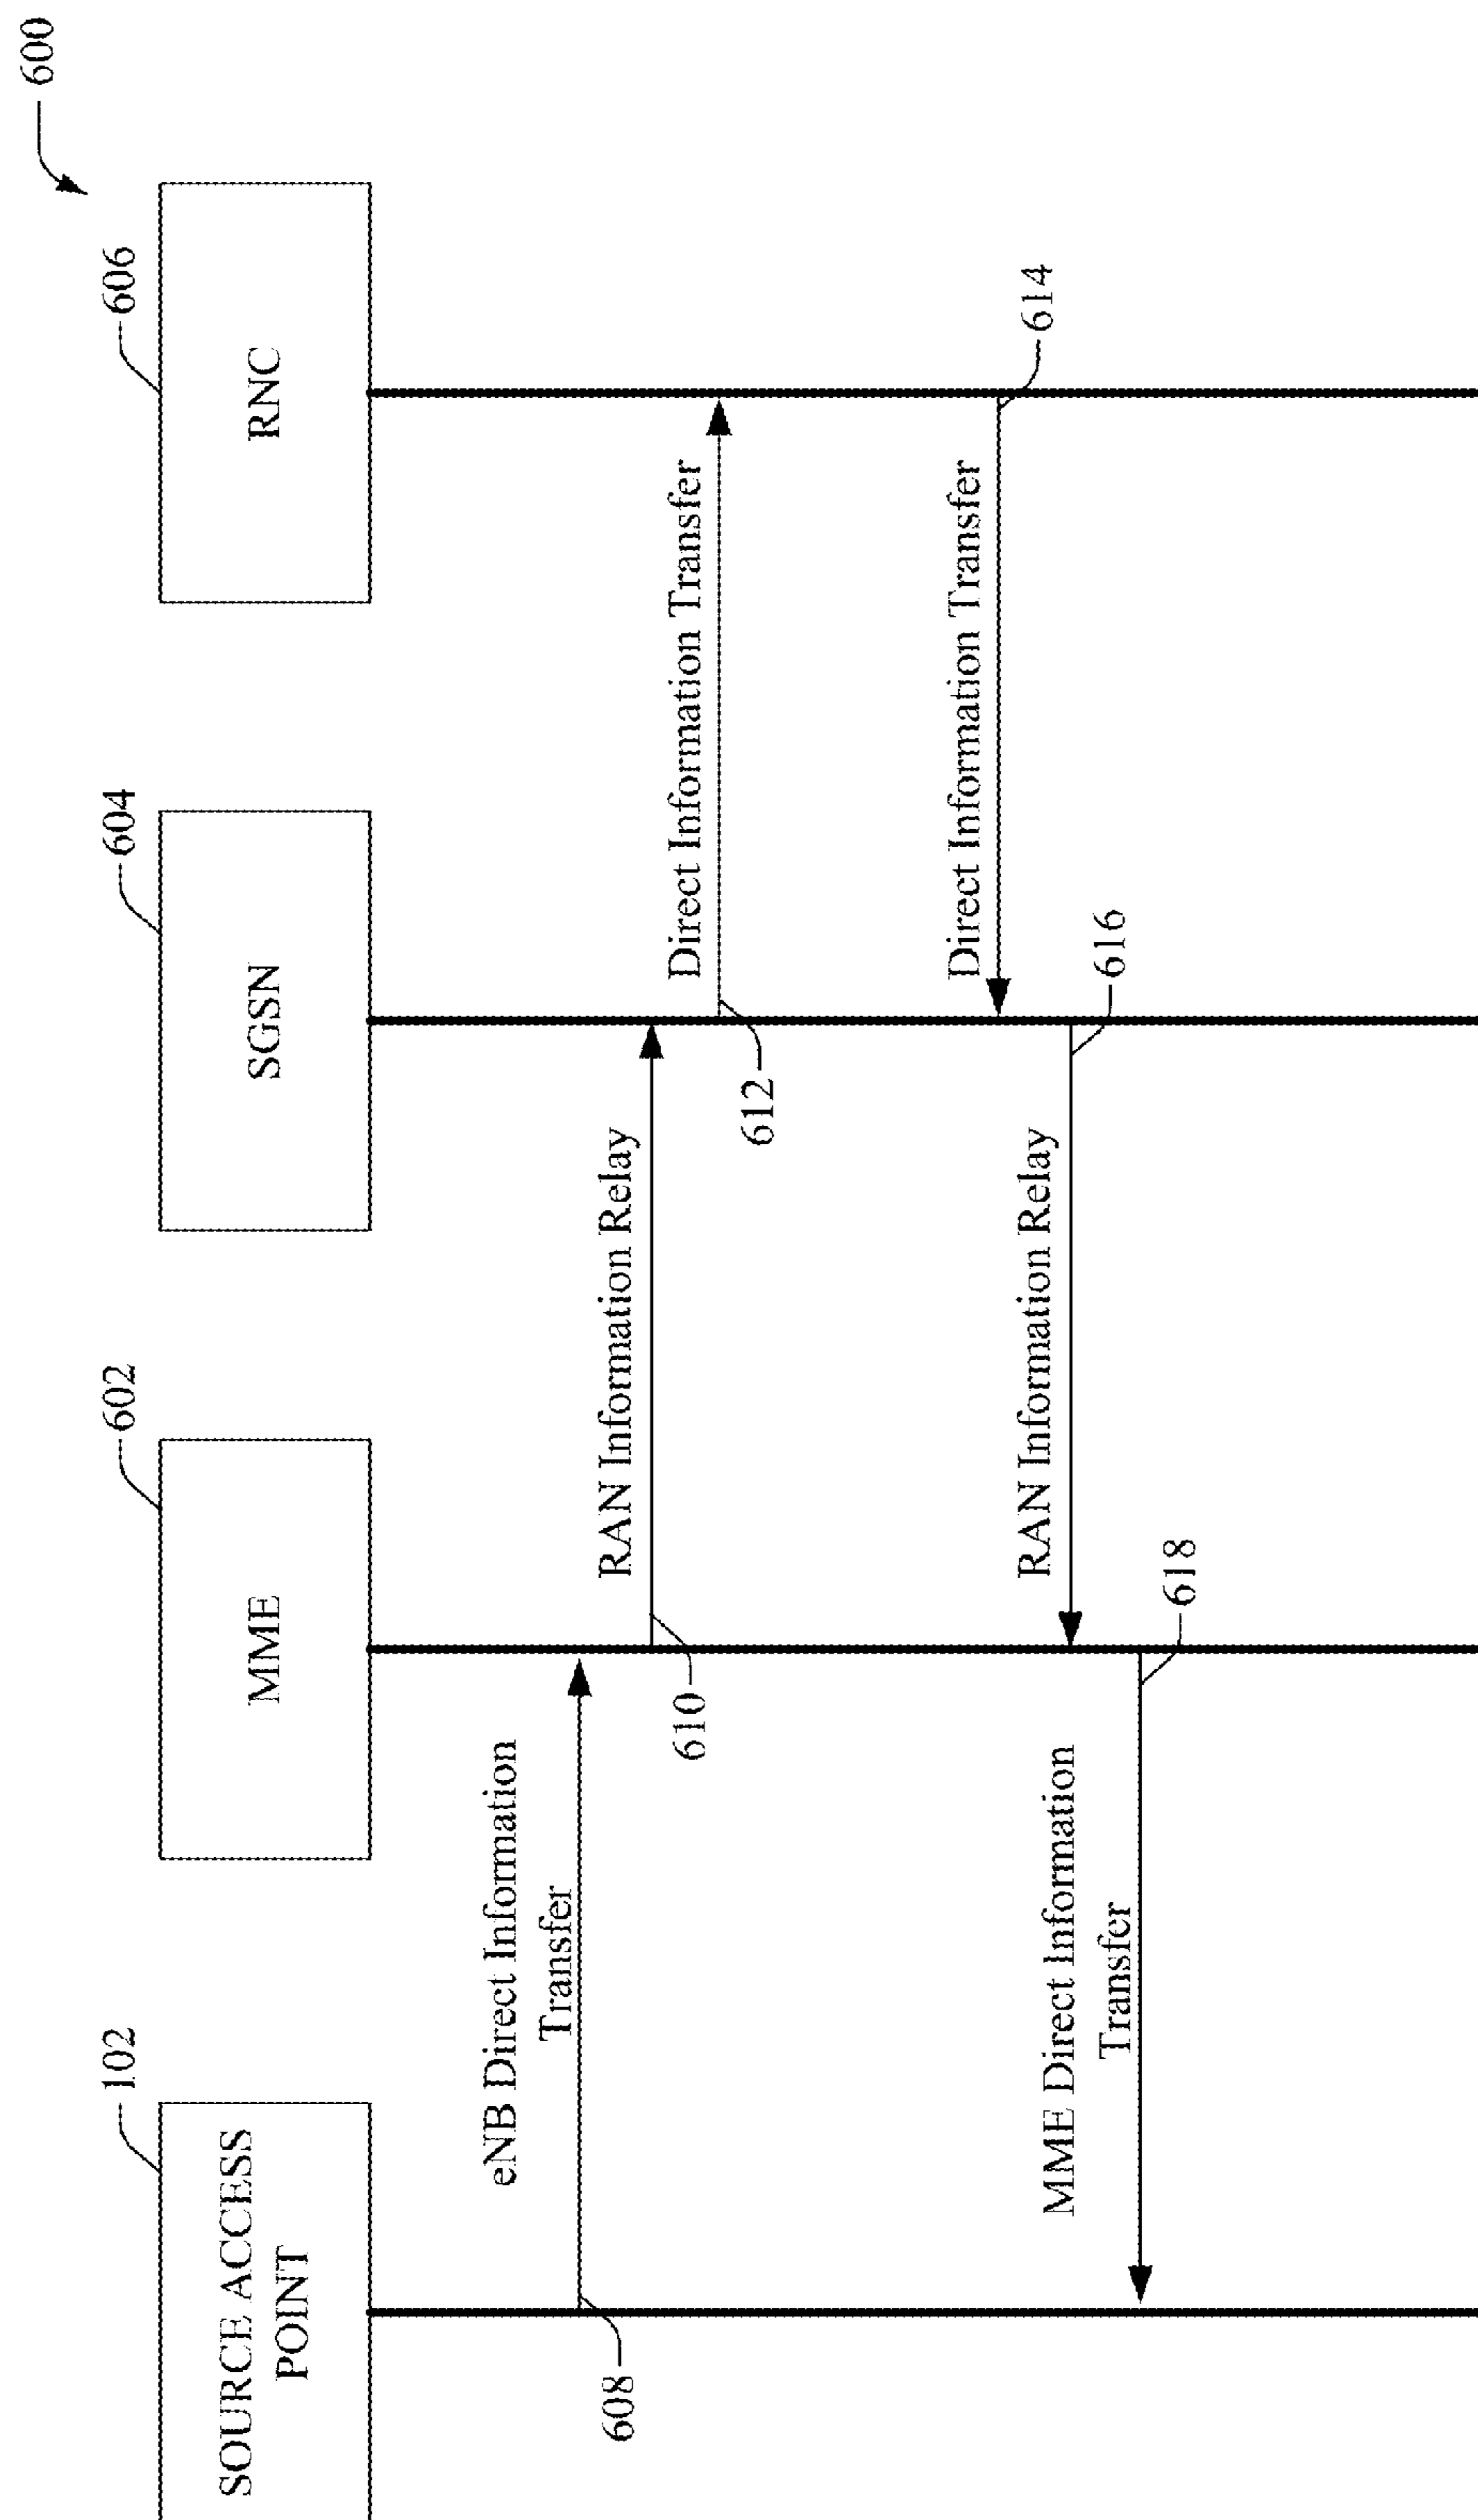 600
102
602
604
606
SOURCE ACCESS
POINT
MME
SGSN
RNC
eNB Direct Information
Transfer
608
RAN Information Relay
610
Direct Information Transfer
612
Direct Information Transfer
614
RAN Information Relay
616
MME Direct Information
Transfer
618